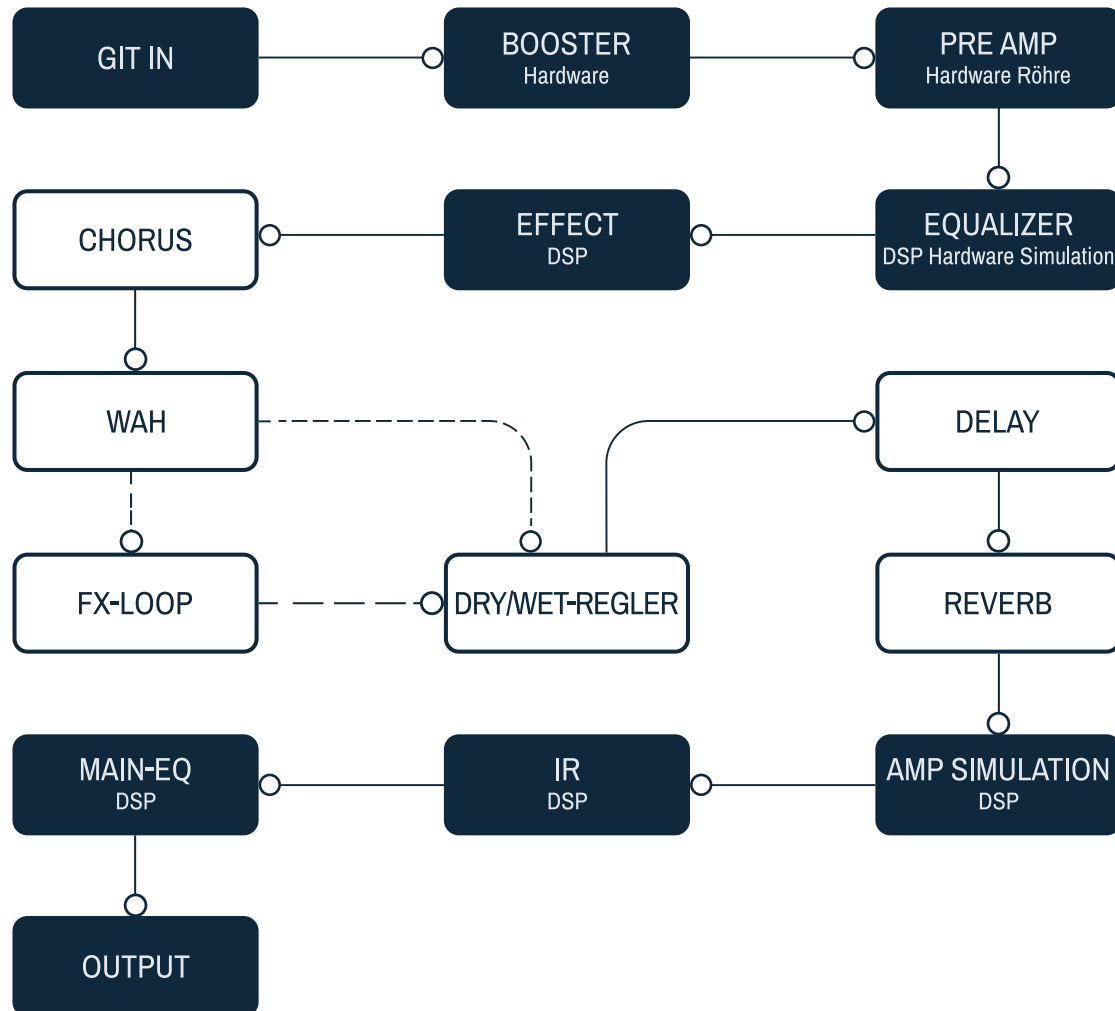 GIT IN
BOOSTER
Hardware
PRE AMP
Hardware Röhre
CHORUS
EFFECT
DSP
EQUALIZER
DSP Hardware Simulation
WAH
DELAY
FX-LOOP
DRY/WET-REGLER
REVERB
MAIN-EQ
DSP
IR
DSP
AMP SIMULATION
DSP
OUTPUT